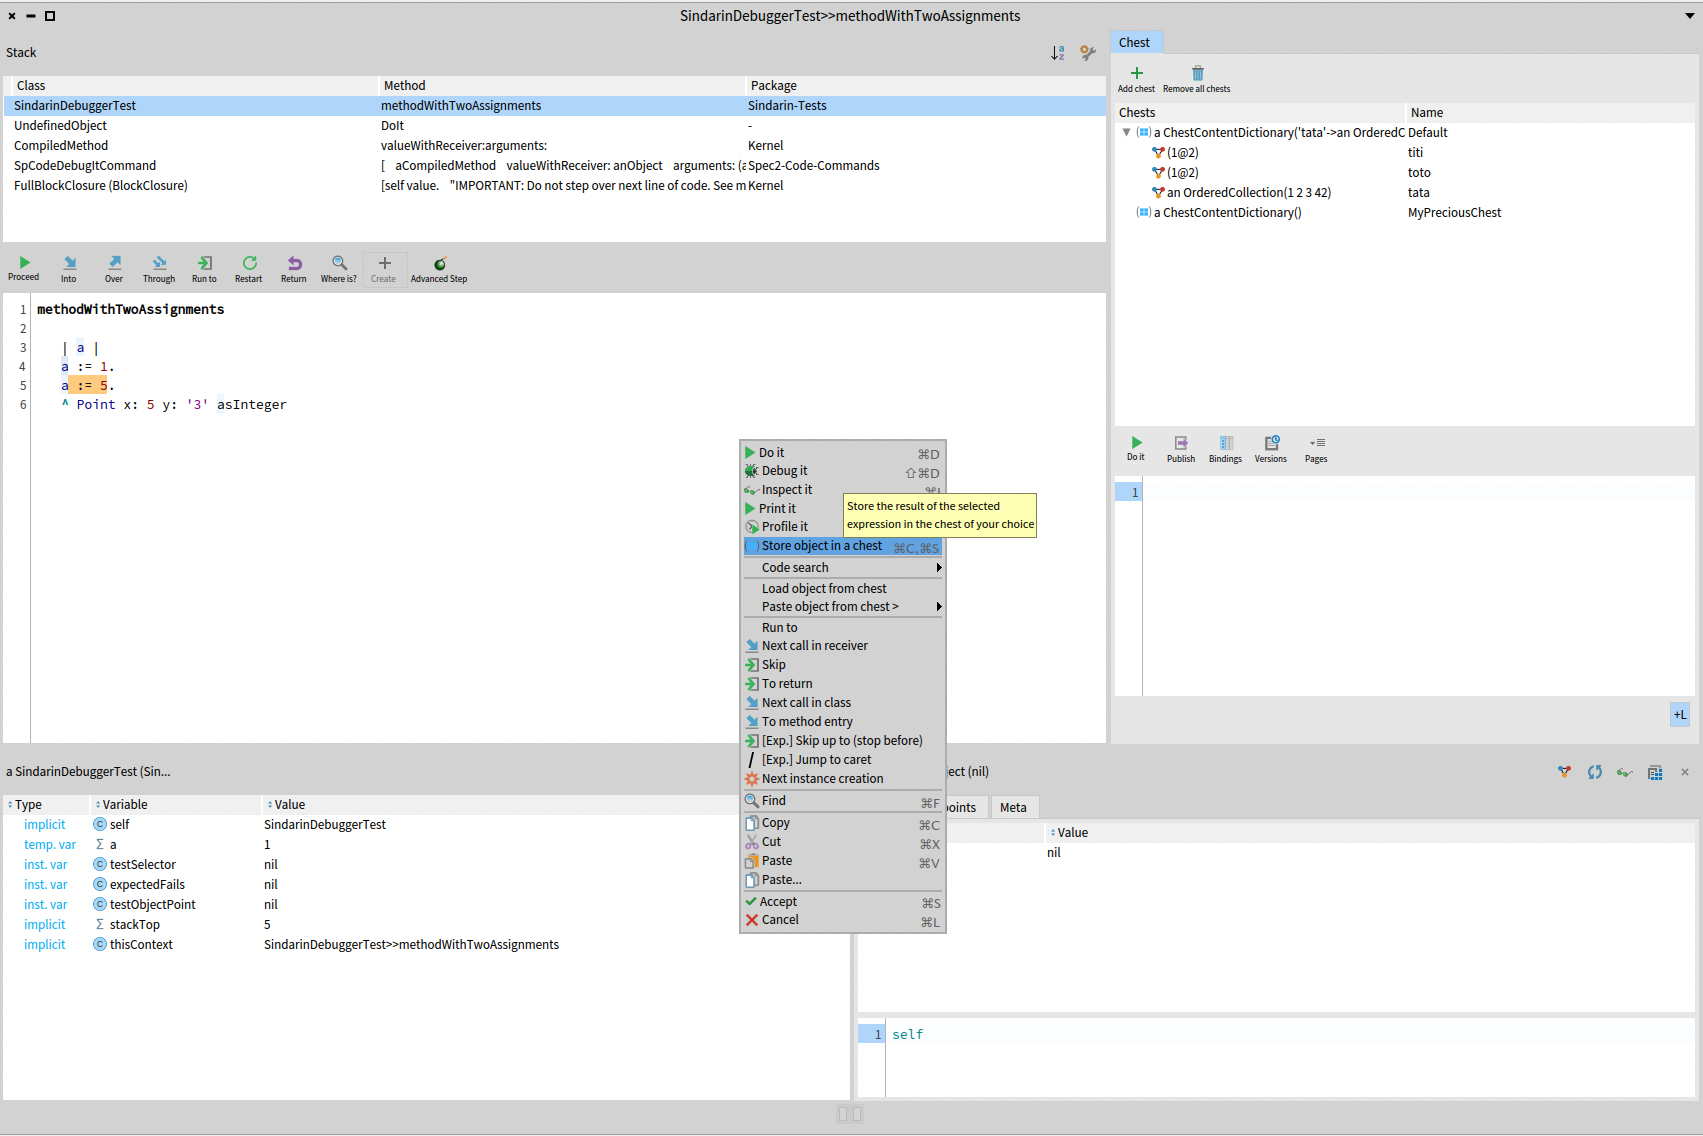 SindarinDebuggerTest>>methodWithTwoAssignments
Stack
Class Method Package
SindarinDebuggerTest methodWithTwoAssignments Sindarin-Tests
UndefinedObject DoIt -
CompiledMethod valueWithReceiver:arguments: Kernel
SpCodeDebugItCommand [ aCompiledMethod valueWithReceiver: anObject arguments: (a Spec2-Code-Commands
FullBlockClosure (BlockClosure) [self value. "IMPORTANT: Do not step over next line of code. See m Kernel
Proceed Into Over Through Run to Restart Return Where is? Create Advanced Step
1 methodWithTwoAssignments
2
3 | a |
4 a := 1.
5 a := 5.
6 ^ Point x: 5 y: '3' asInteger
Chest
Add chest Remove all chests
Chests Name
a ChestContentDictionary('tata'->an OrderedC Default
(1@2) titi
(1@2) toto
an OrderedCollection(1 2 3 42) tata
a ChestContentDictionary() MyPreciousChest
Do it Publish Bindings Versions Pages
1
+L
Do it ⌘D
Debug it ⇧⌘D
Inspect it
Print it
Profile it
Store the result of the selected
expression in the chest of your choice
Store object in a chest ⌘C,⌘S
Code search
Load object from chest
Paste object from chest >
Run to
Next call in receiver
Skip
To return
Next call in class
To method entry
[Exp.] Skip up to (stop before)
[Exp.] Jump to caret
Next instance creation
Find ⌘F
Copy ⌘C
Cut ⌘X
Paste ⌘V
Paste...
Accept ⌘S
Cancel ⌘L
a SindarinDebuggerTest (Sin...
Type Variable Value
implicit self SindarinDebuggerTest
temp. var a 1
inst. var testSelector nil
inst. var expectedFails nil
inst. var testObjectPoint nil
implicit stackTop 5
implicit thisContext SindarinDebuggerTest>>methodWithTwoAssignments
ect (nil)
oints Meta
Value
nil
1 self